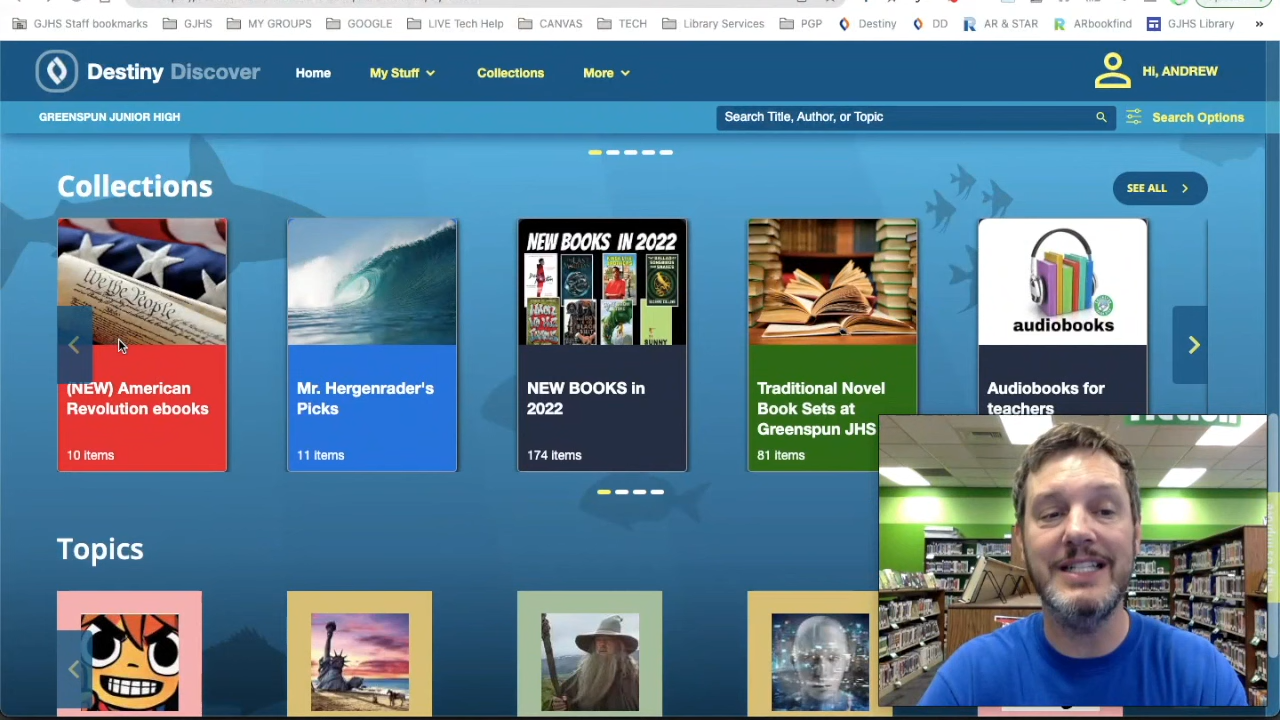 GJHS Staff bookmarks GJHS MY GROUPS GOOGLE LIVE Tech Help CANVAS TECH Library Services PGP Destiny DD AR & STAR ARbookfind GJHS Library »
Destiny Discover Home My Stuff Collections More Hi, ANDREW
GREENSPUN JUNIOR HIGH Search Title, Author, or Topic Search Options
Collections SEE ALL
We the People
NEW BOOKS IN 2022
audiobooks
(NEW) American
Revolution ebooks
10 items
Mr. Hergenrader's
Picks
11 items
NEW BOOKS in
2022
174 items
Traditional Novel
Book Sets at
Greenspun JHS
81 items
Audiobooks for
teachers
Fiction
Topics